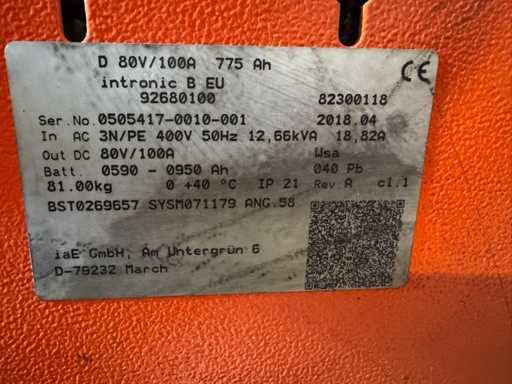 D 80V/100A 775 Ah
intronic B EU
92680100 82300118
Ser.No.0505417-0010-001 2018.04
In AC 3N/PE 400V 50Hz 12,66kVA 18,82A
Out DC 80V/100A Wsa
Batt. 0590 - 0950 Ah 040 Pb
81.00kg 0 +40 °C IP 21 Rev A cl.1
BST0269657 SYSM071179 ANG.58
iaE GmbH, Am Untergrün 6
D-79232 March
CE